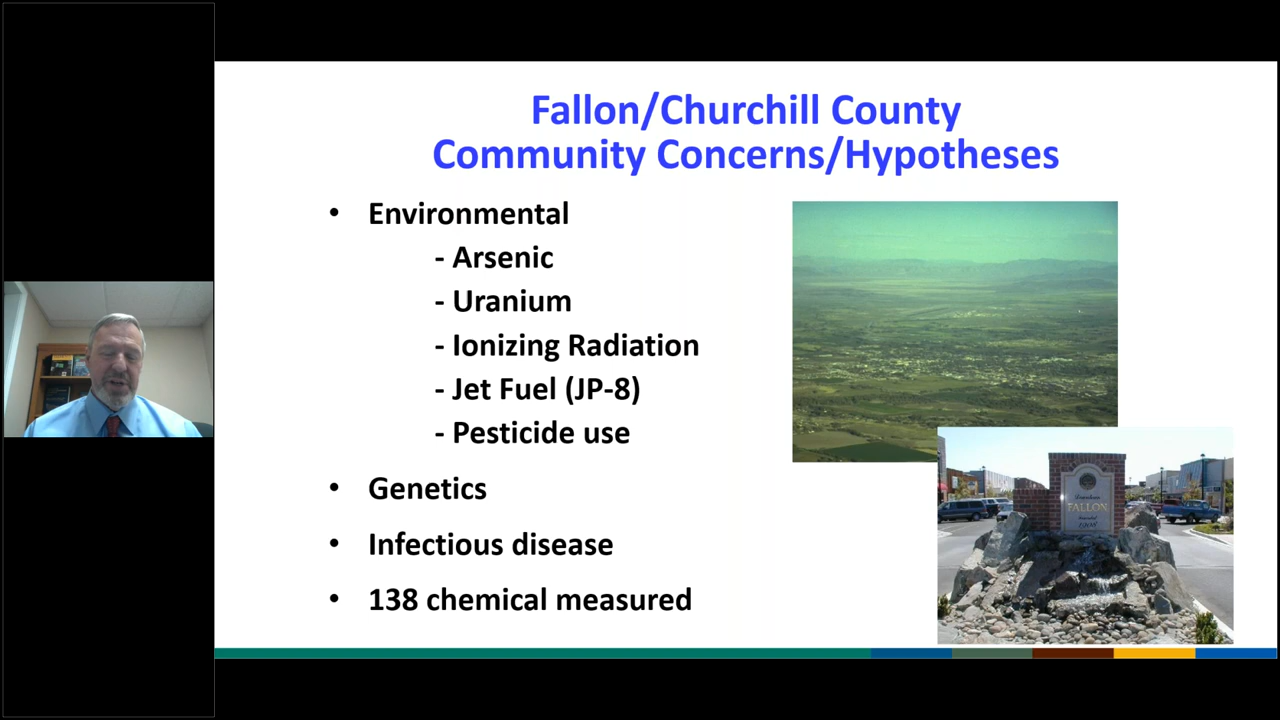 Fallon/Churchill County
Community Concerns/Hypotheses
• Environmental
- Arsenic
- Uranium
- Ionizing Radiation
- Jet Fuel (JP-8)
- Pesticide use
• Genetics
• Infectious disease
• 138 chemical measured
FALLON